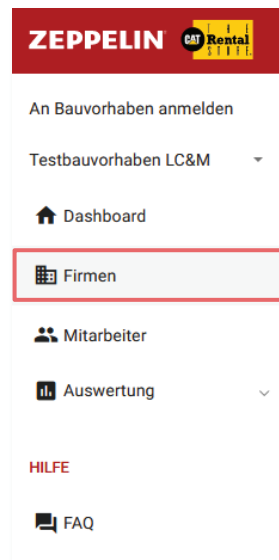 ZEPPELIN CAT THE Rental STORE
An Bauvorhaben anmelden
Testbauvorhaben LC&M
Dashboard
Firmen
Mitarbeiter
Auswertung
HILFE
FAQ